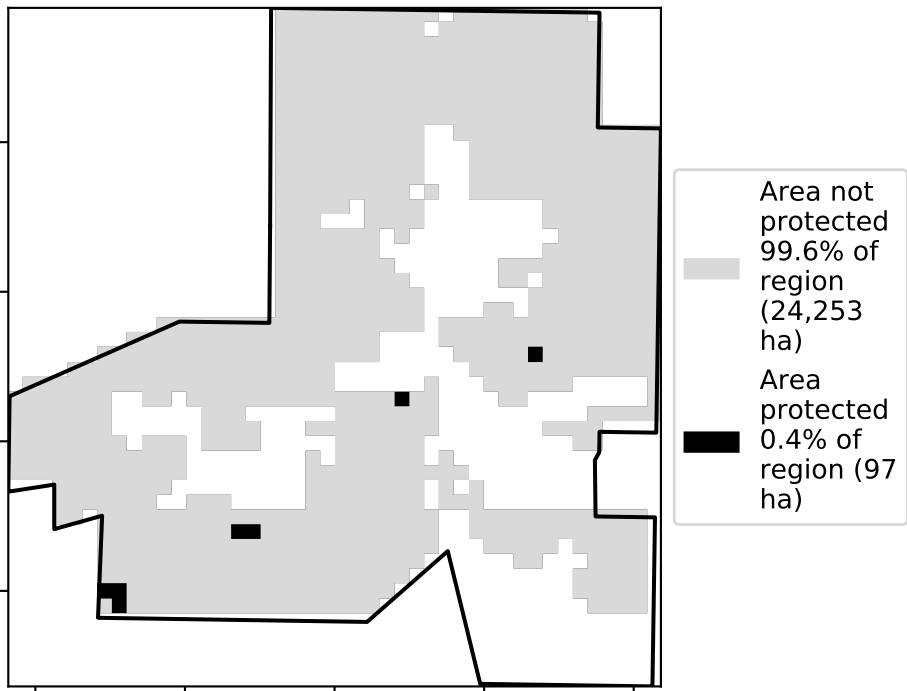 Area not
protected
99.6% of
region
(24,253
ha)
Area
protected
0.4% of
region (97
ha)